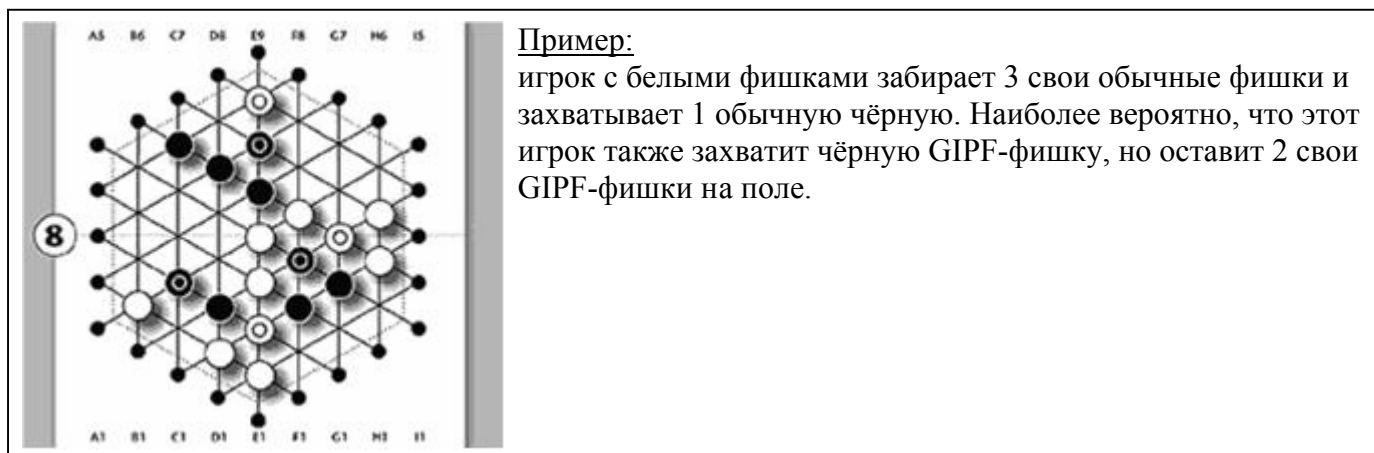 A5 B6 C7 D8 E9 F8 G7 H6 I5
Пример:
игрок с белыми фишками забирает 3 свои обычные фишки и
захватывает 1 обычную чёрную. Наиболее вероятно, что этот
игрок также захватит чёрную GIPF-фишку, но оставит 2 свои
GIPF-фишки на поле.
8
A1 B1 C1 D1 E1 F1 G1 H1 I1